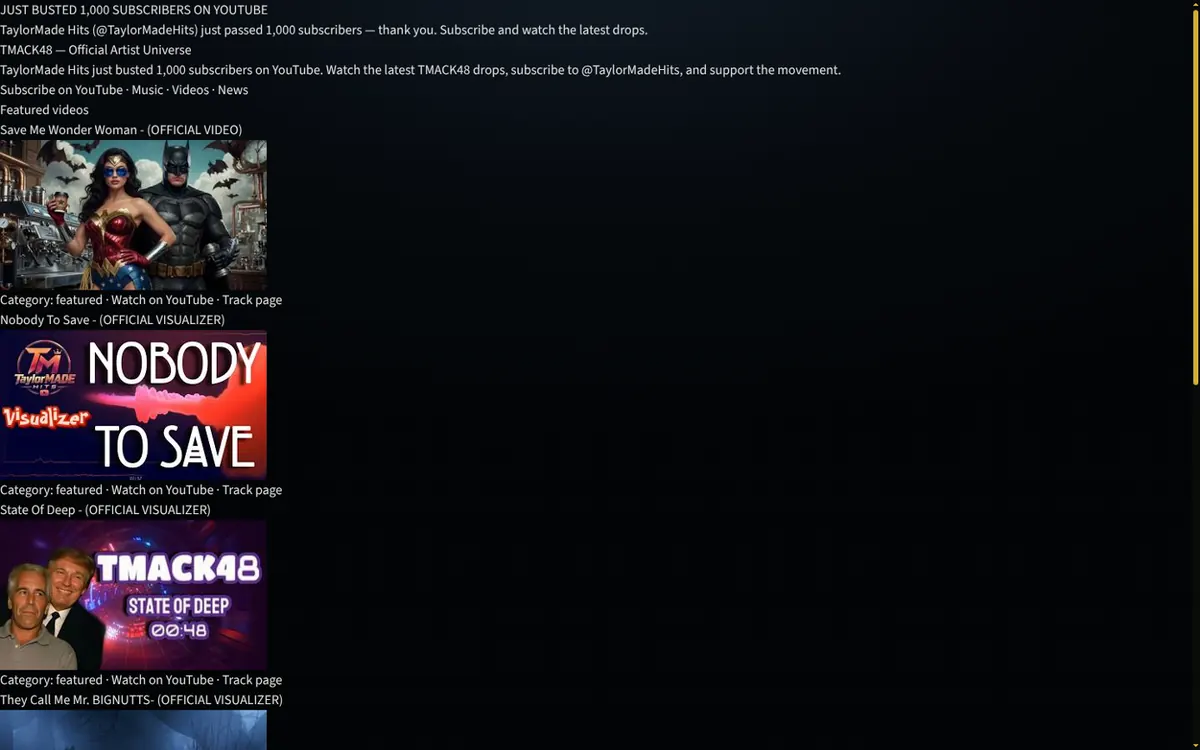 JUST BUSTED 1,000 SUBSCRIBERS ON YOUTUBE
TaylorMade Hits (@TaylorMadeHits) just passed 1,000 subscribers — thank you. Subscribe and watch the latest drops.
TMACK48 — Official Artist Universe
TaylorMade Hits just busted 1,000 subscribers on YouTube. Watch the latest TMACK48 drops, subscribe to @TaylorMadeHits, and support the movement.
Subscribe on YouTube · Music · Videos · News
Featured videos
Save Me Wonder Woman - (OFFICIAL VIDEO)
Category: featured · Watch on YouTube · Track page
Nobody To Save - (OFFICIAL VISUALIZER)
TM
TaylorMADE
HITS
Visualizer
NOBODY
TO SAVE
Category: featured · Watch on YouTube · Track page
State Of Deep - (OFFICIAL VISUALIZER)
TMACK48
STATE OF DEEP
00:48
Category: featured · Watch on YouTube · Track page
They Call Me Mr. BIGNUTTS- (OFFICIAL VISUALIZER)